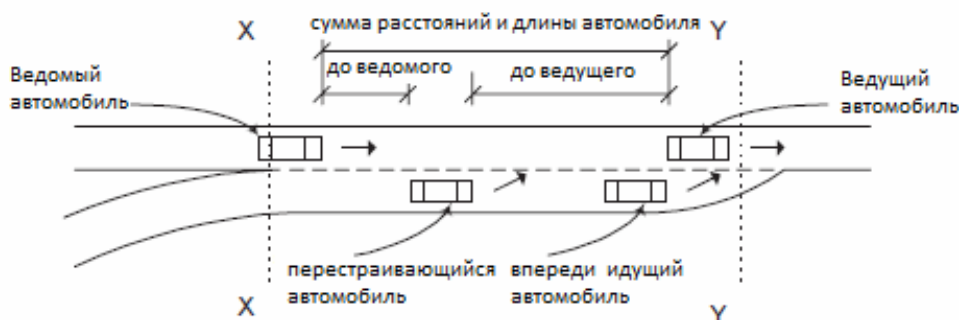 сумма расстояний и длины автомобиля
X
Y
до ведомого
до ведущего
Ведомый
автомобиль
Ведущий
автомобиль
перестраивающийся
автомобиль
впереди идущий
автомобиль
X
Y